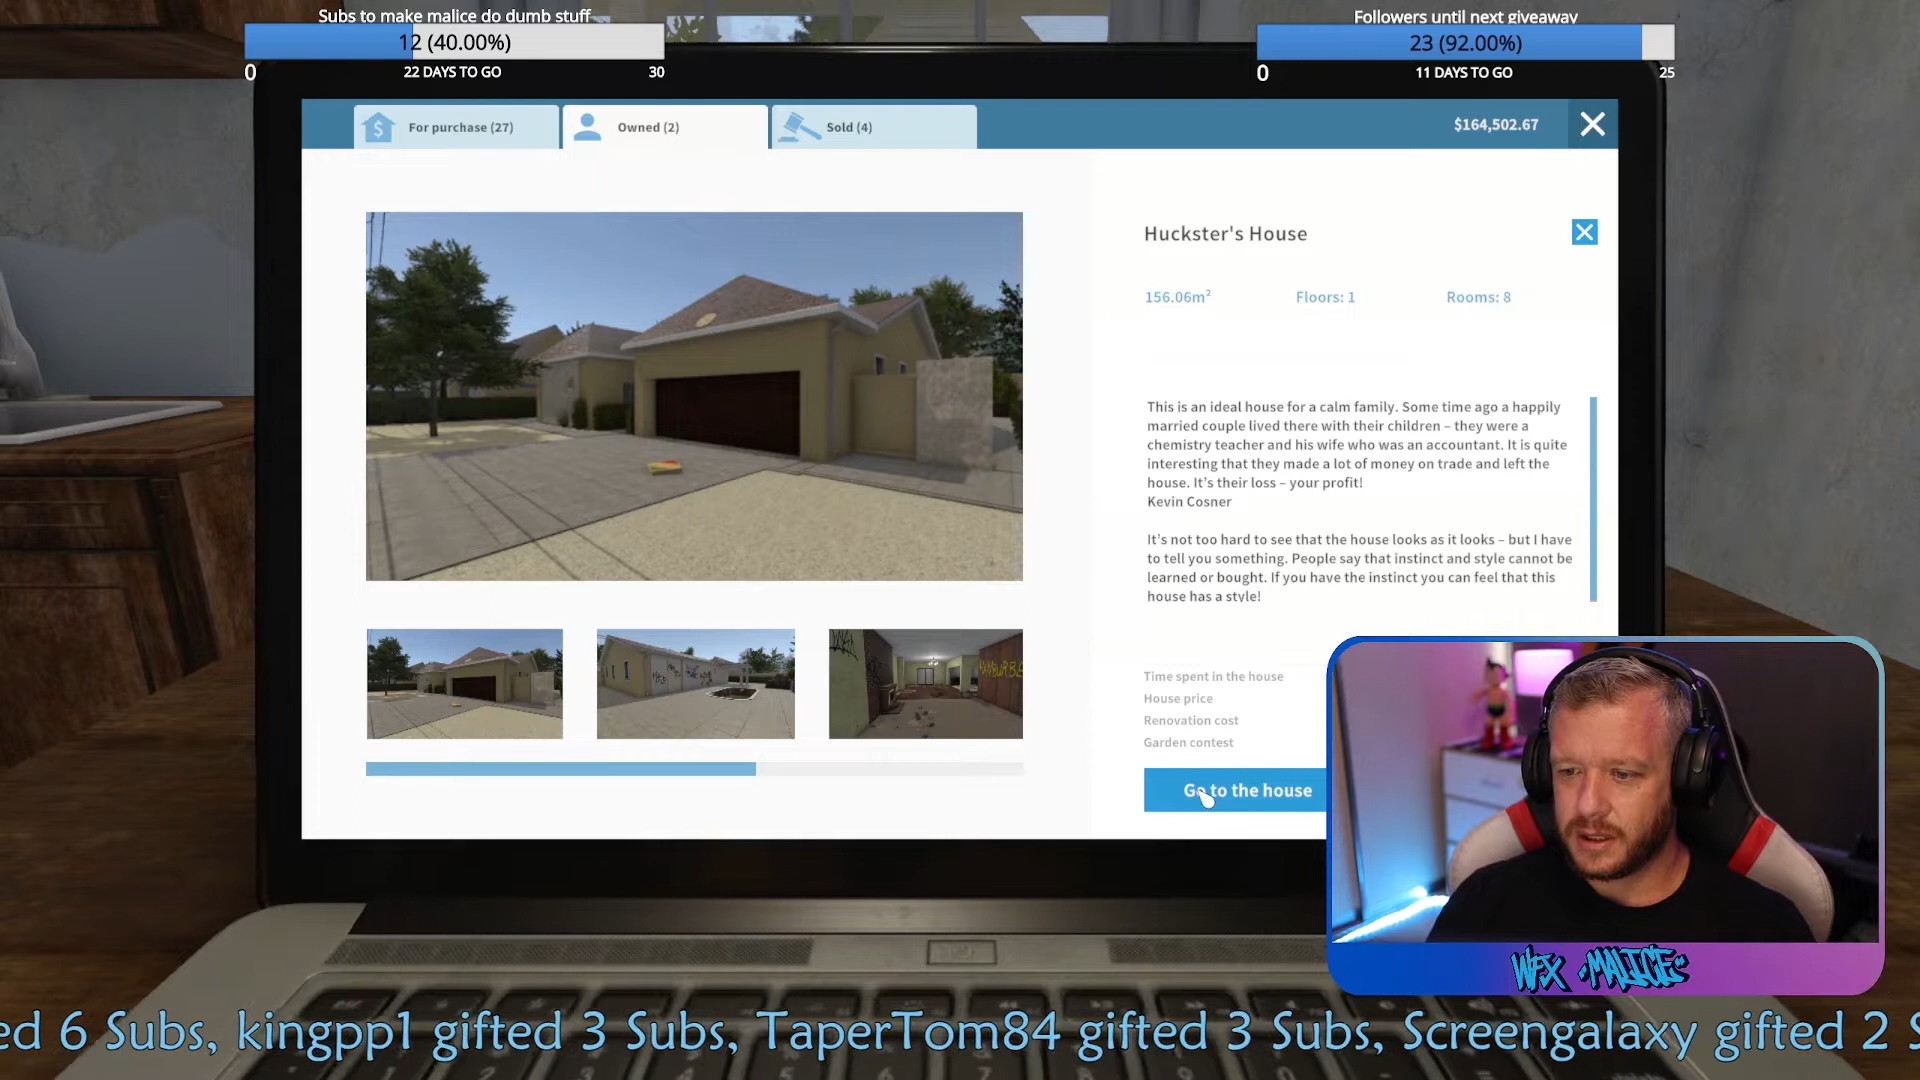 Subs to make malice do dumb stuff
12 (40.00%)
0
22 DAYS TO GO
30
Followers until next giveaway
23 (92.00%)
0
11 DAYS TO GO
25
For purchase (27)
Owned (2)
Sold (4)
$164,502.67
Huckster's House
156.06m²
Floors: 1
Rooms: 8
This is an ideal house for a calm family. Some time ago a happily
married couple lived there with their children – they were a
chemistry teacher and his wife who was an accountant. It is quite
interesting that they made a lot of money on trade and left the
house. It's their loss – your profit!
Kevin Cosner
It's not too hard to see that the house looks as it looks – but I have
to tell you something. People say that instinct and style cannot be
learned or bought. If you have the instinct you can feel that this
house has a style!
Time spent in the house
House price
Renovation cost
Garden contest
Go to the house
WFX MALICE
ed 6 Subs, kingpp1 gifted 3 Subs, TaperTom84 gifted 3 Subs, Screengalaxy gifted 2 S